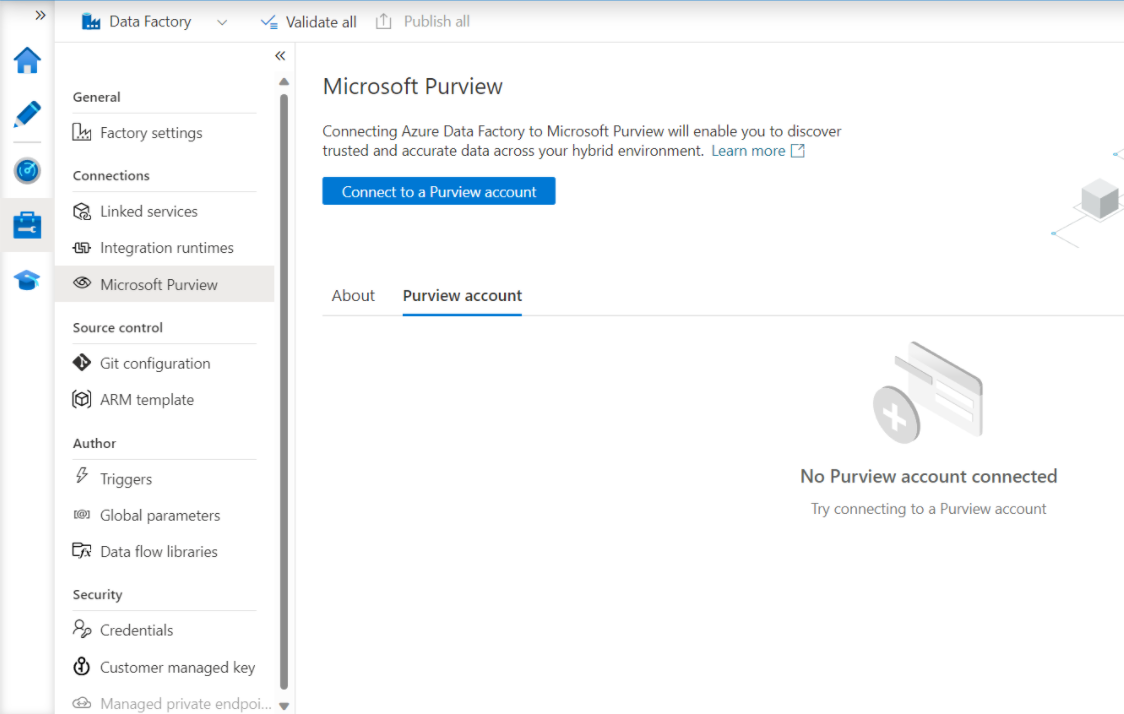 Data Factory
Validate all
Publish all
General
Factory settings
Connections
Linked services
Integration runtimes
Microsoft Purview
Source control
Git configuration
ARM template
Author
Triggers
Global parameters
Data flow libraries
Security
Credentials
Customer managed key
Managed private endpoi...
Microsoft Purview
Connecting Azure Data Factory to Microsoft Purview will enable you to discover
trusted and accurate data across your hybrid environment. Learn more
Connect to a Purview account
About
Purview account
No Purview account connected
Try connecting to a Purview account